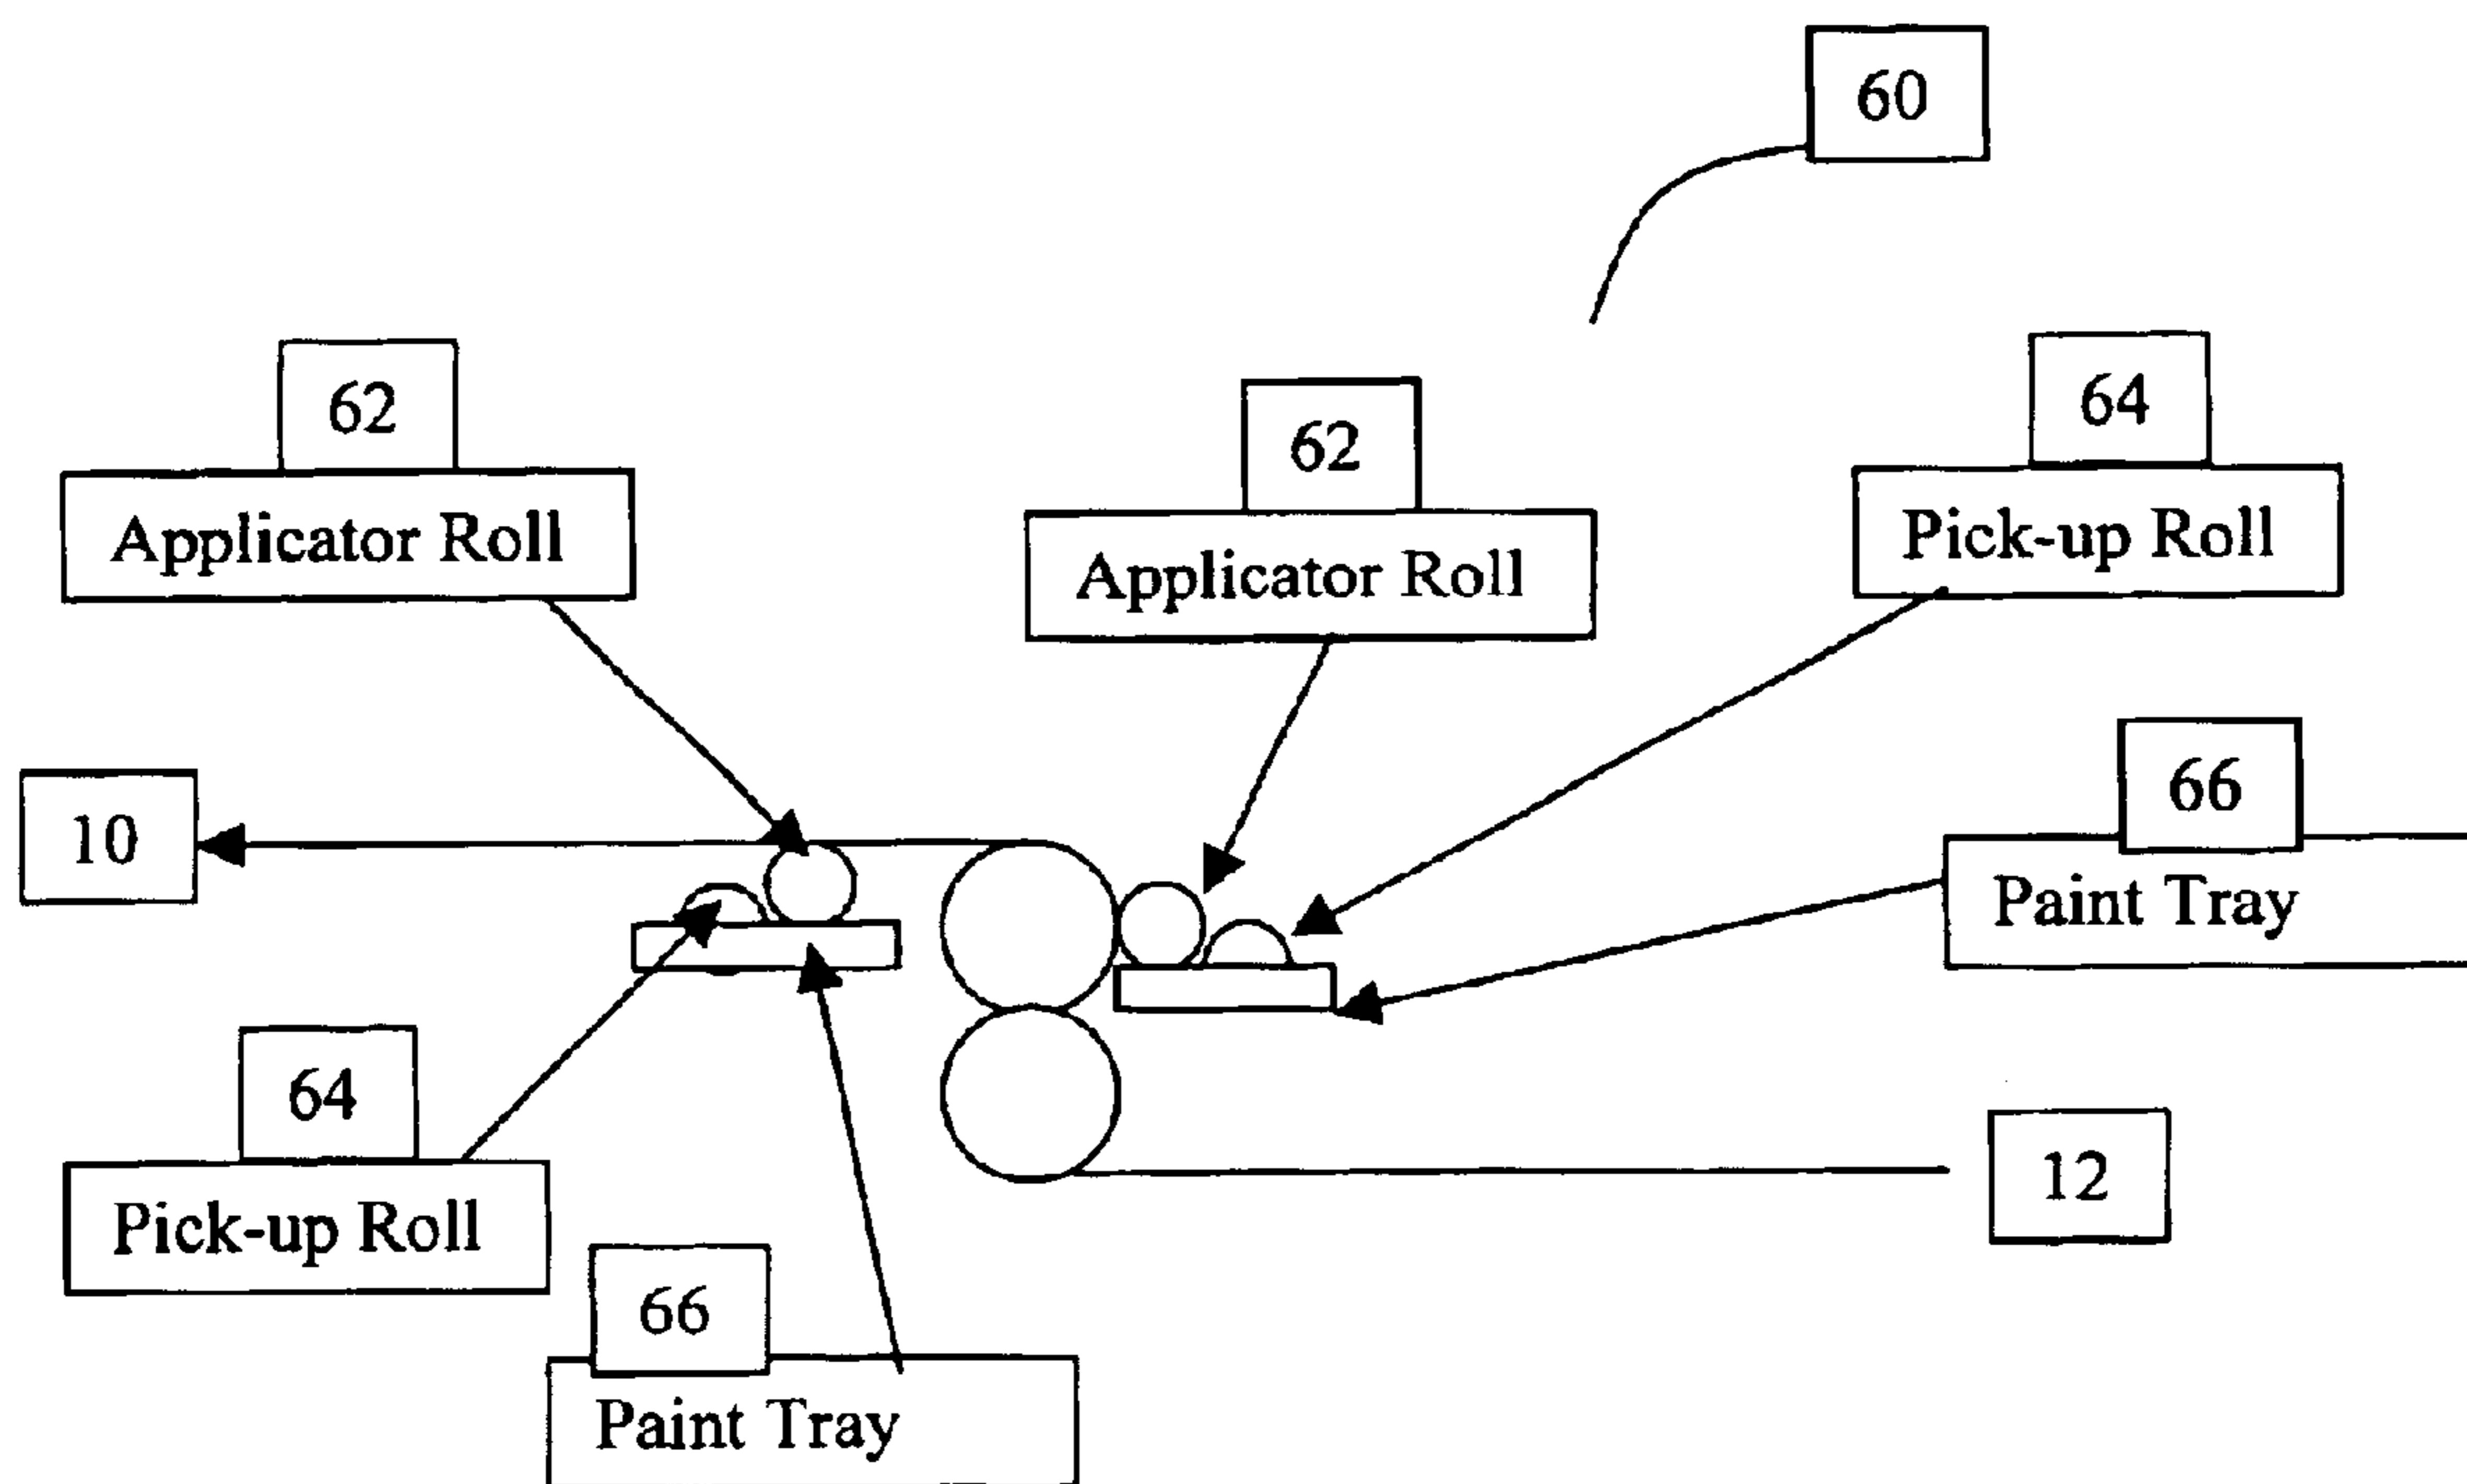 60
62
Applicator Roll
62
Applicator Roll
64
Pick-up Roll
10
66
Paint Tray
64
Pick-up Roll
12
66
Paint Tray